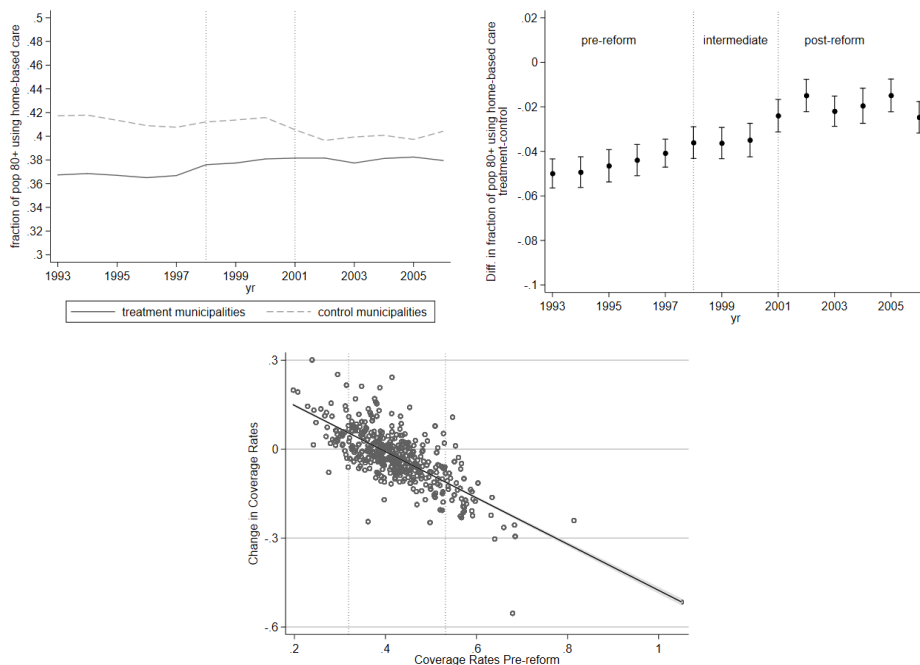 .5
.48
.46
.44
.42
.4
.38
.36
.34
.32
.3
fraction of pop 80+ using home-based care
1993 1995 1997 1999 2001 2003 2005
yr
treatment municipalities control municipalities
.02
0
-.02
-.04
-.06
-.08
-.1
Diff. in fraction of pop 80+ using home-based care
treatment-control
pre-reform intermediate post-reform
1993 1995 1997 1999 2001 2003 2005
yr
.3
0
-.3
-.6
Change in Coverage Rates
.2 .4 .6 .8 1
Coverage Rates Pre-reform